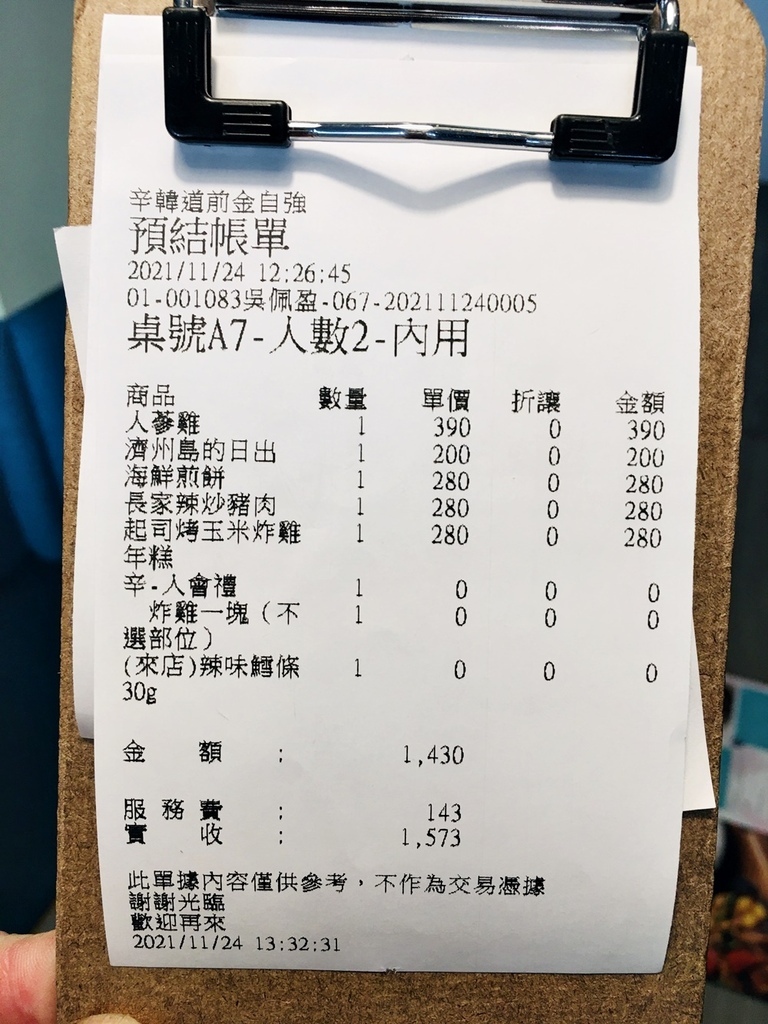 辛韓道前金自強
預結帳單
2021/11/24 12:26:45
01-001083吳佩盈-067-202111240005
桌號A7-人數2-內用
商品 數量 單價 折讓 金額
人蔘雞 1 390 0 390
濟州島的日出 1 200 0 200
海鮮煎餅 1 280 0 280
長家辣炒豬肉 1 280 0 280
起司烤玉米炸雞 1 280 0 280
年糕
辛-人會禮 1 0 0 0
炸雞一塊(不 1 0 0 0
選部位)
(來店)辣味鱈條 1 0 0 0
30g
金 額 : 1,430
服 務 費 : 143
實 收 : 1,573
此單據內容僅供參考，不作為交易憑據
謝謝光臨
歡迎再來
2021/11/24 13:32:31